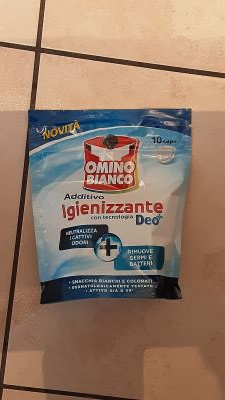 NOVITÀ
10 caps
OMINO
BIANCO
Additivo
Igienizzante
con tecnologia Deo+
NEUTRALIZZA
I CATTIVI
ODORI
+
RIMUOVE
GERMI E
BATTERI
• SMACCHIA BIANCHI E COLORATI
• DERMATOLOGICAMENTE TESTATO
• ATTIVO GIÀ A 30°